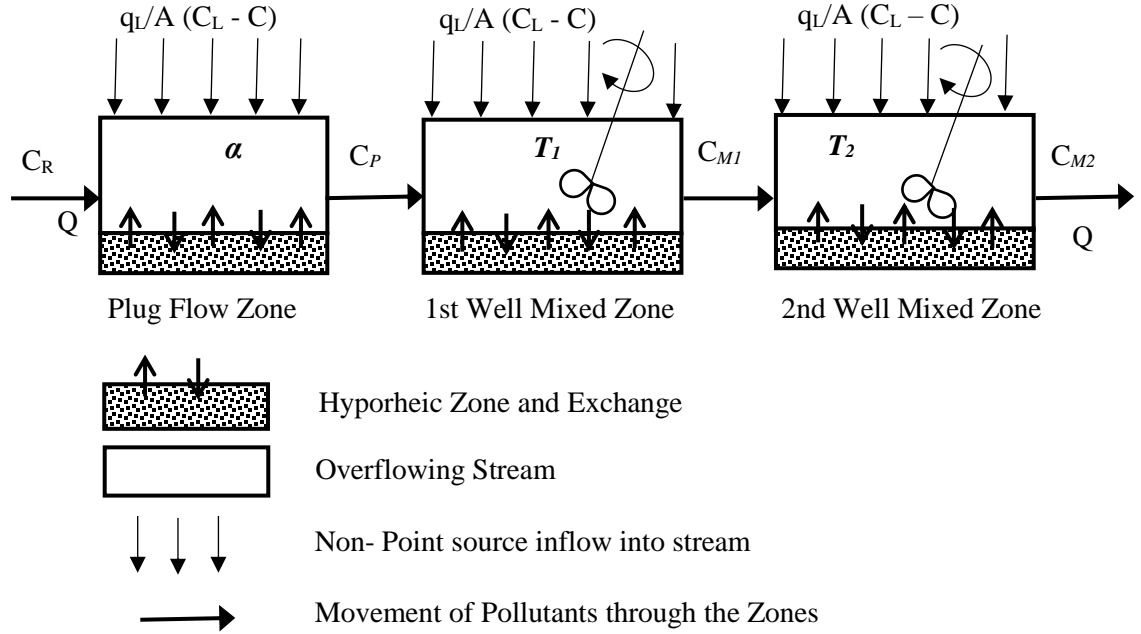 q_L/A (C_L - C) q_L/A (C_L - C) q_L/A (C_L – C)
α T_1 T_2
C_R C_P C_M1 C_M2
Q Q
Plug Flow Zone 1st Well Mixed Zone 2nd Well Mixed Zone
Hyporheic Zone and Exchange
Overflowing Stream
Non- Point source inflow into stream
Movement of Pollutants through the Zones